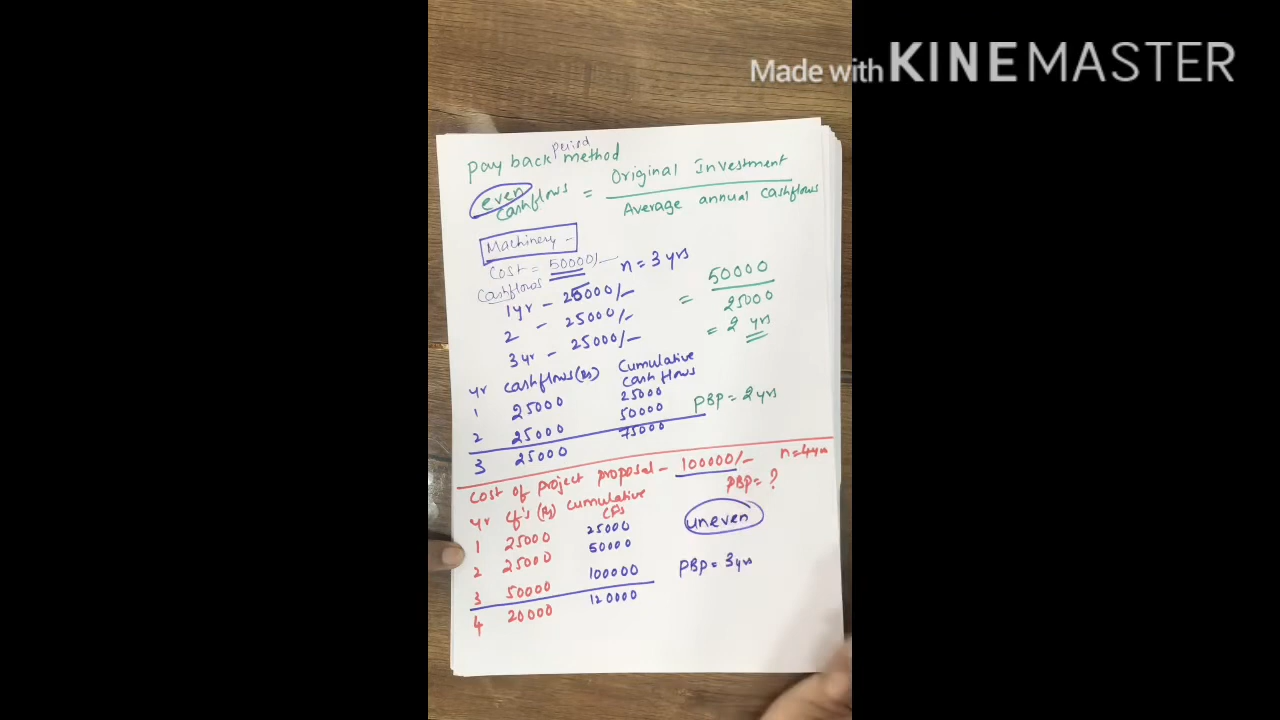 Made with KINEMASTER
Pay back period method
even cashflows = Original Investment / Average annual cashflows
Machinery -
Cost = 50000/- n = 3 yrs
Cashflows
1yr - 25000/-
2 - 25000/-
3 yr - 25000/-
= 50000 / 25000
= 2 yrs
yr cashflows (Rs) Cumulative cash flows
1 25000 25000
2 25000 50000
3 25000 75000
PBP = 2 yrs
Cost of project proposal - 100000/- n = 4 yrs
PBP = ?
yr cf's (Rs) Cumulative CFs
1 25000 25000
2 25000 50000
3 50000 100000
4 20000 120000
uneven
PBP = 3 yrs